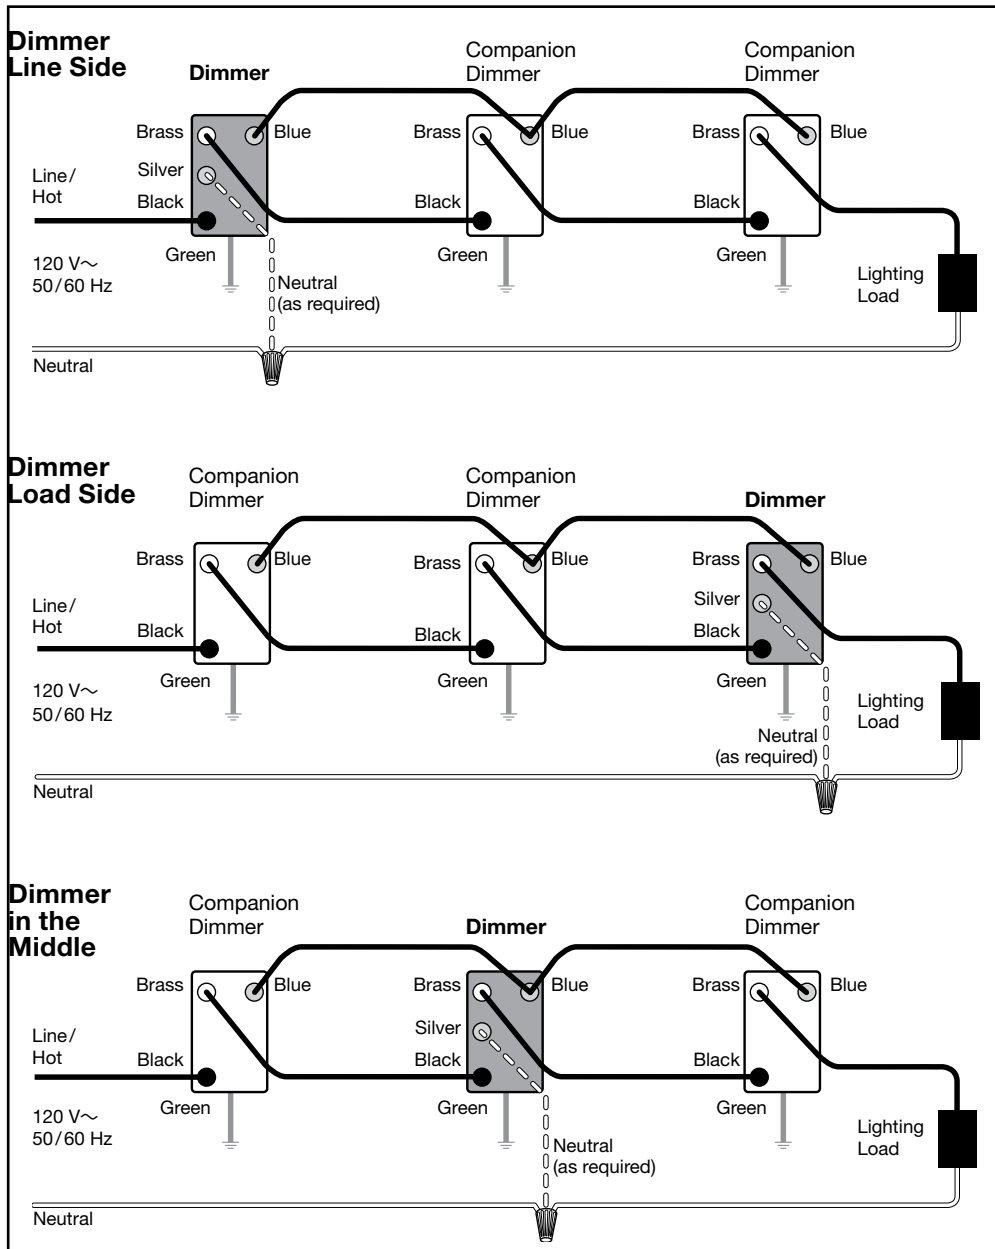 Dimmer
Line Side
Dimmer
Companion
Dimmer
Companion
Dimmer
Brass
Blue
Brass
Blue
Brass
Blue
Silver
Line/
Hot
Black
Black
Black
Green
120 V~
50/60 Hz
Neutral
(as required)
Lighting
Load
Neutral
Dimmer
Load Side
Companion
Dimmer
Companion
Dimmer
Dimmer
Brass
Blue
Brass
Blue
Brass
Blue
Silver
Line/
Hot
Black
Black
Black
Green
Green
120 V~
50/60 Hz
Lighting
Load
Neutral
(as required)
Neutral
Dimmer
in the
Middle
Companion
Dimmer
Dimmer
Companion
Dimmer
Brass
Blue
Brass
Blue
Brass
Blue
Silver
Line/
Hot
Black
Black
Black
Green
Green
Green
120 V~
50/60 Hz
Neutral
(as required)
Lighting
Load
Neutral